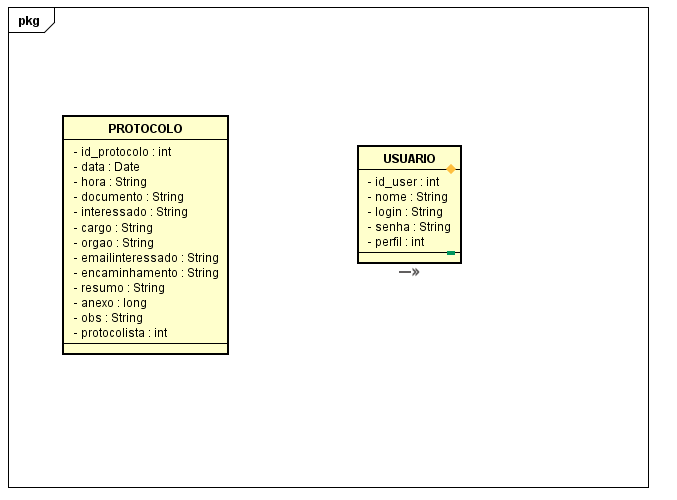 pkg
PROTOCOLO
- id_protocolo : int
- data : Date
- hora : String
- documento : String
- interessado : String
- cargo : String
- orgao : String
- emailinteressado : String
- encaminhamento : String
- resumo : String
- anexo : long
- obs : String
- protocolista : int
USUARIO
- id_user : int
- nome : String
- login : String
- senha : String
- perfil : int